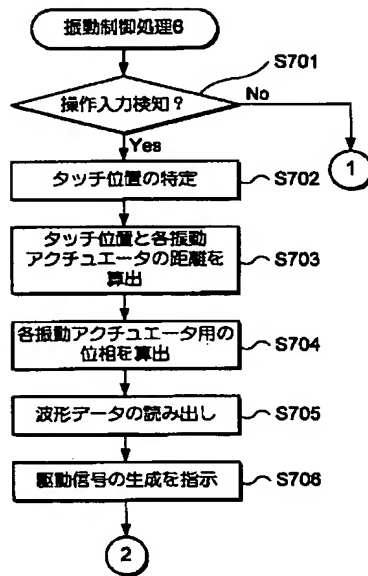 振動制御処理6
S701
操作入力検知?
No
Yes
1
タッチ位置の特定
S702
タッチ位置と各振動
アクチュエータの距離を
算出
S703
各振動アクチュエータ用の
位相を算出
S704
波形データの読み出し
S705
駆動信号の生成を指示
S706
2